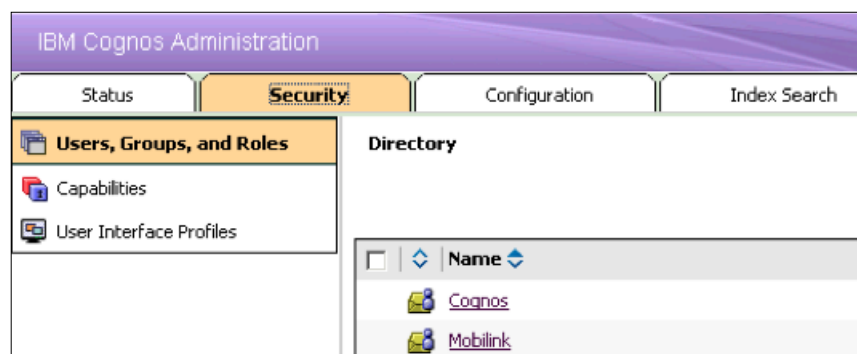 IBM Cognos Administration
Status Security Configuration Index Search
Users, Groups, and Roles
Capabilities
User Interface Profiles
Directory
Name
Cognos
Mobilink